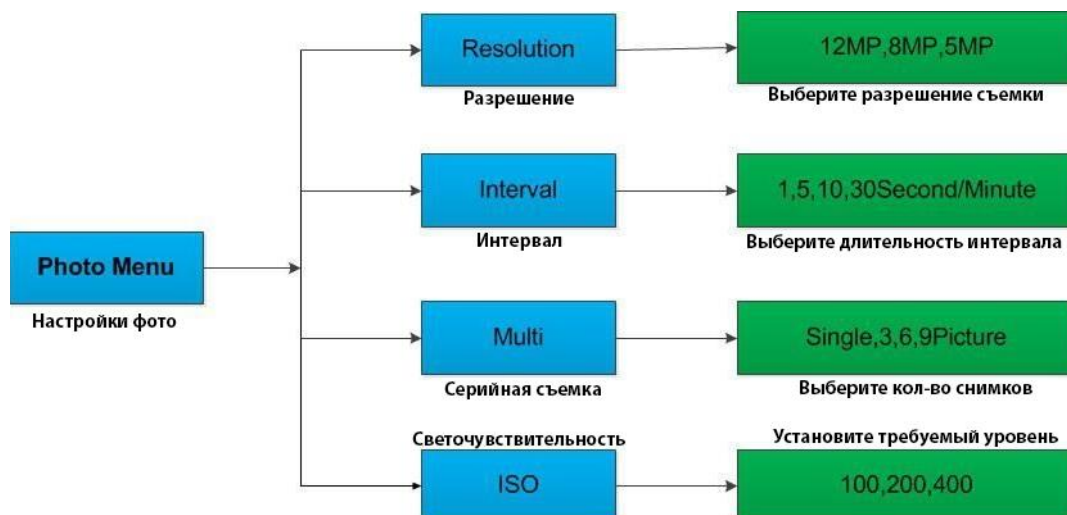 Resolution
12MP,8MP,5MP
Разрешение
Выберите разрешение съемки
Interval
1,5,10,30Second/Minute
Интервал
Выберите длительность интервала
Photo Menu
Настройки фото
Multi
Single,3,6,9Picture
Серийная съемка
Выберите кол-во снимков
Светочувствительность
Установите требуемый уровень
ISO
100,200,400